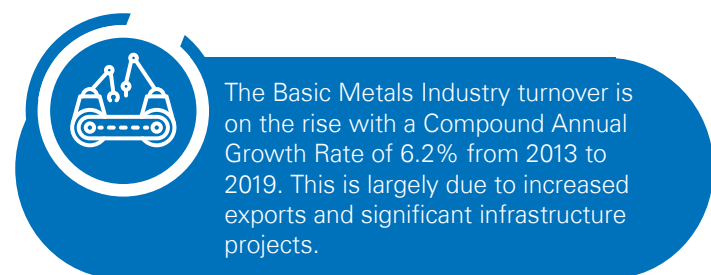 The Basic Metals Industry turnover is
on the rise with a Compound Annual
Growth Rate of 6.2% from 2013 to
2019. This is largely due to increased
exports and significant infrastructure
projects.